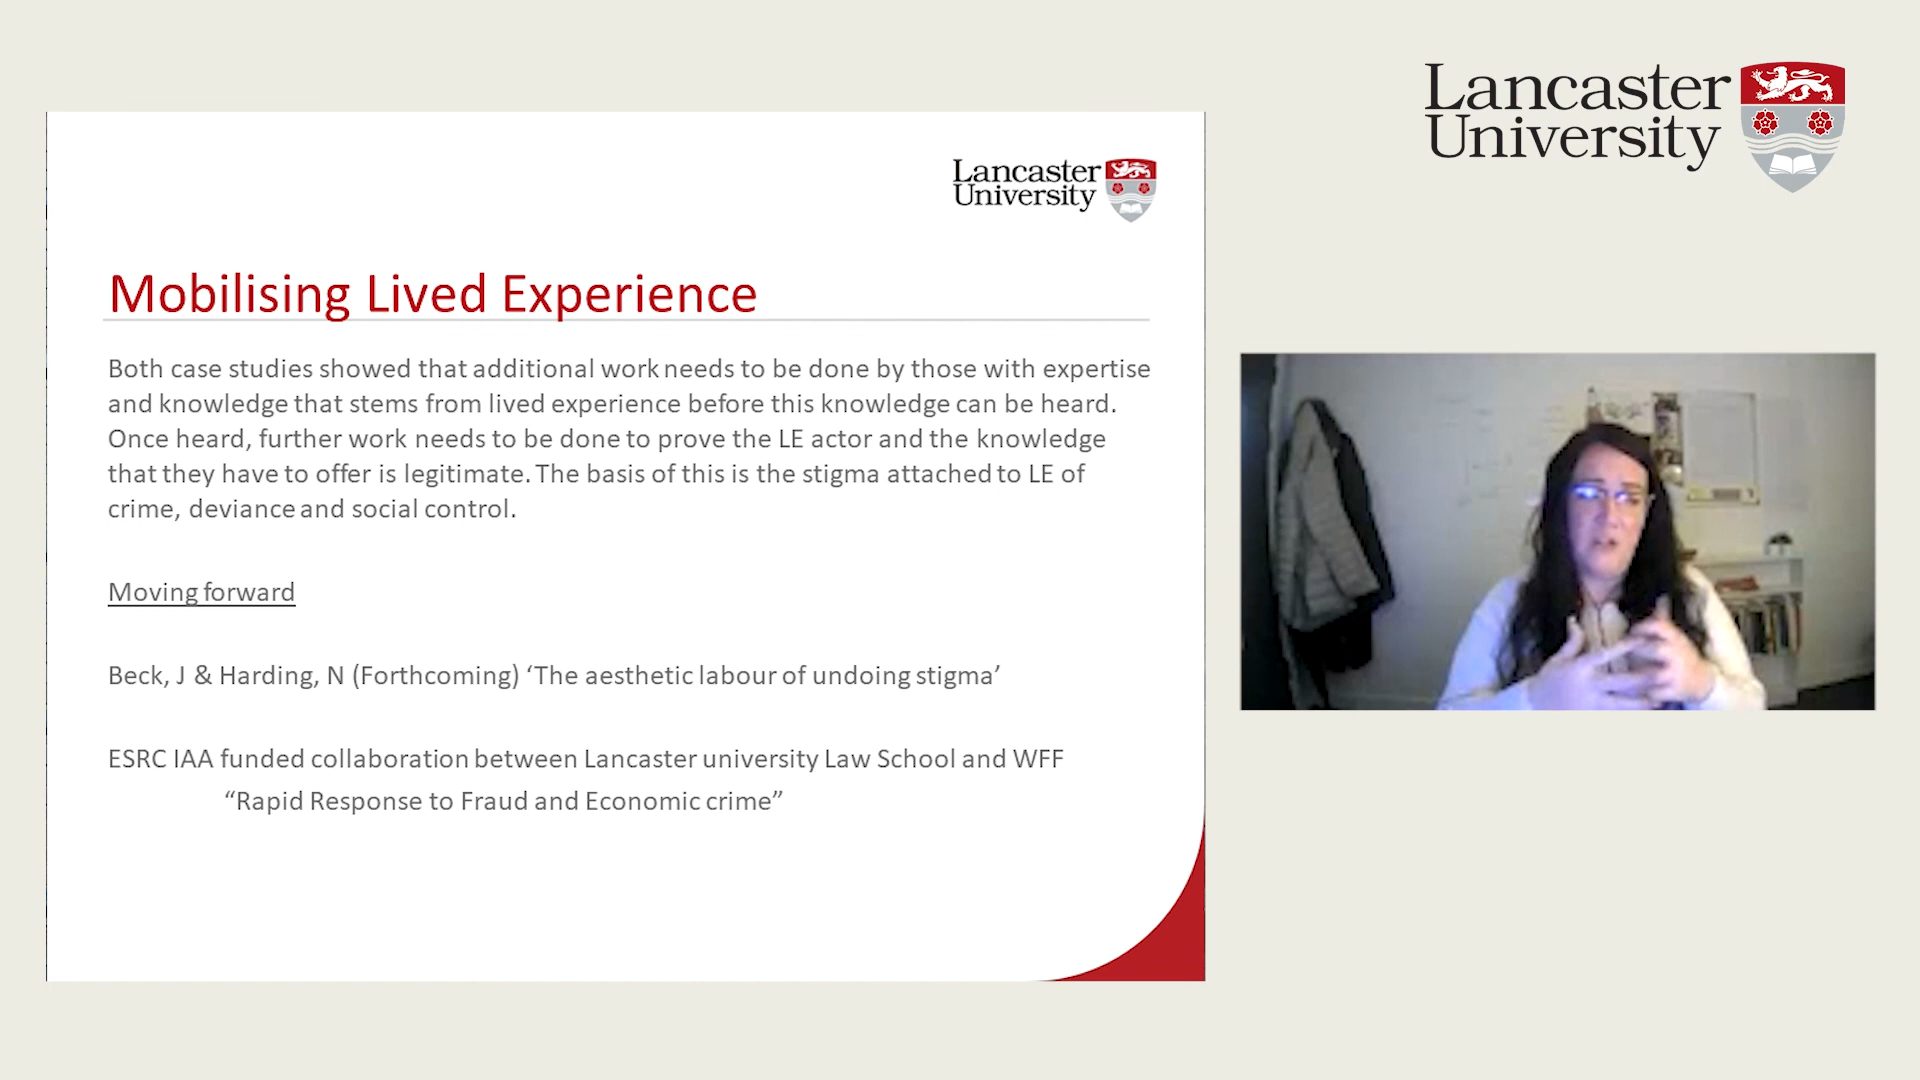 Lancaster
University
Lancaster
University
Mobilising Lived Experience
Both case studies showed that additional work needs to be done by those with expertise
and knowledge that stems from lived experience before this knowledge can be heard.
Once heard, further work needs to be done to prove the LE actor and the knowledge
that they have to offer is legitimate. The basis of this is the stigma attached to LE of
crime, deviance and social control.
Moving forward
Beck, J & Harding, N (Forthcoming) ‘The aesthetic labour of undoing stigma’
ESRC IAA funded collaboration between Lancaster university Law School and WFF
“Rapid Response to Fraud and Economic crime”